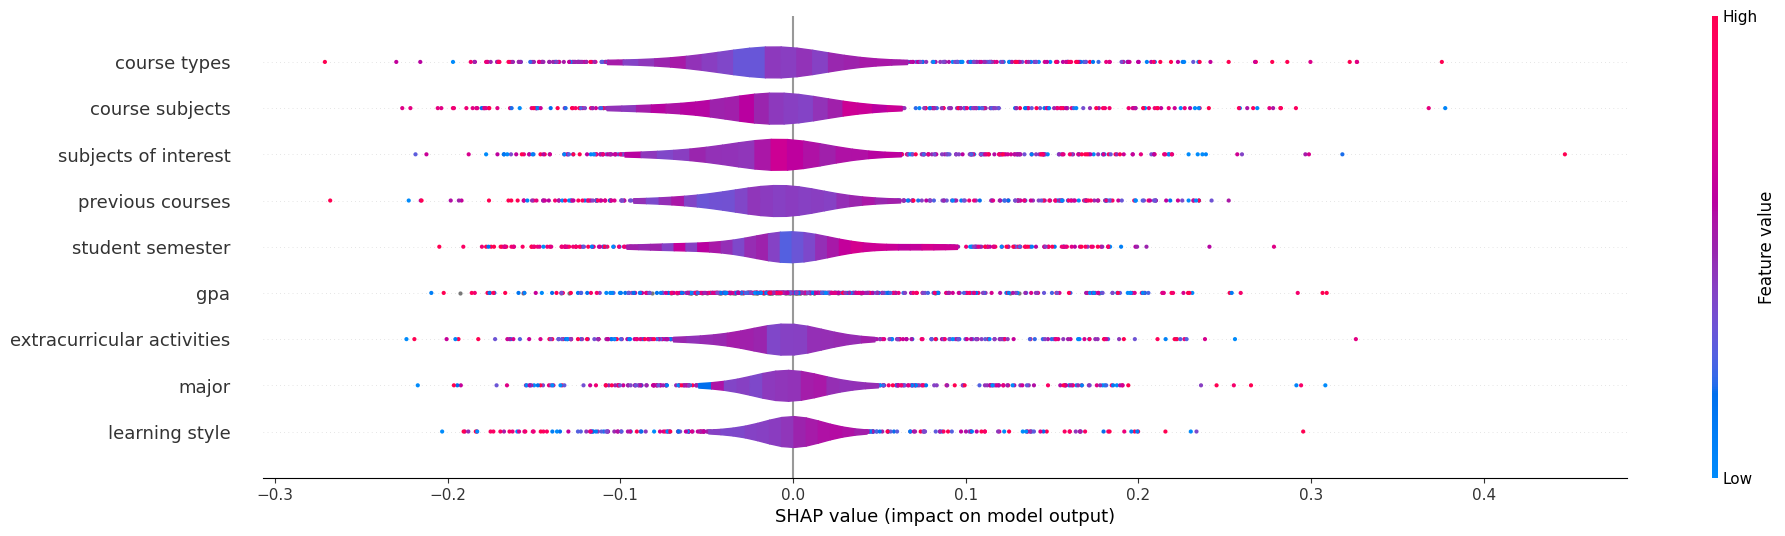 High
course types
course subjects
subjects of interest
previous courses
student semester
gpa
extracurricular activities
major
learning style
Feature value
Low
−0.3 −0.2 −0.1 0.0 0.1 0.2 0.3 0.4
SHAP value (impact on model output)